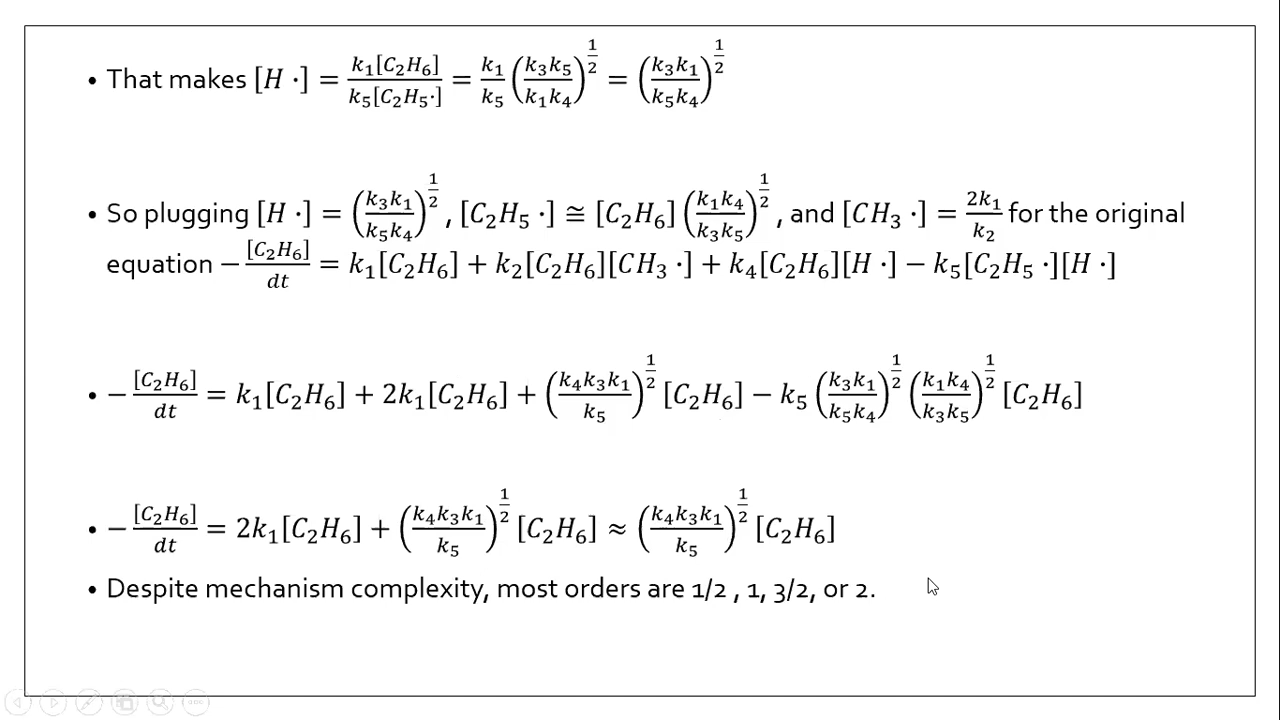 • That makes [H ·] = k₁[C₂H₆]/k₅[C₂H₅·] = k₁/k₅ (k₃k₅/k₁k₄)^1/2 = (k₃k₁/k₅k₄)^1/2
• So plugging [H ·] = (k₃k₁/k₅k₄)^1/2, [C₂H₅ ·] ≅ [C₂H₆] (k₁k₄/k₃k₅)^1/2, and [CH₃ ·] = 2k₁/k₂ for the original
equation −[C₂H₆]/dt = k₁[C₂H₆] + k₂[C₂H₆][CH₃ ·] + k₄[C₂H₆][H ·] − k₅[C₂H₅ ·][H ·]
• −[C₂H₆]/dt = k₁[C₂H₆] + 2k₁[C₂H₆] + (k₄k₃k₁/k₅)^1/2 [C₂H₆] − k₅ (k₃k₁/k₅k₄)^1/2 (k₁k₄/k₃k₅)^1/2 [C₂H₆]
• −[C₂H₆]/dt = 2k₁[C₂H₆] + (k₄k₃k₁/k₅)^1/2 [C₂H₆] ≈ (k₄k₃k₁/k₅)^1/2 [C₂H₆]
• Despite mechanism complexity, most orders are 1/2 , 1, 3/2, or 2.